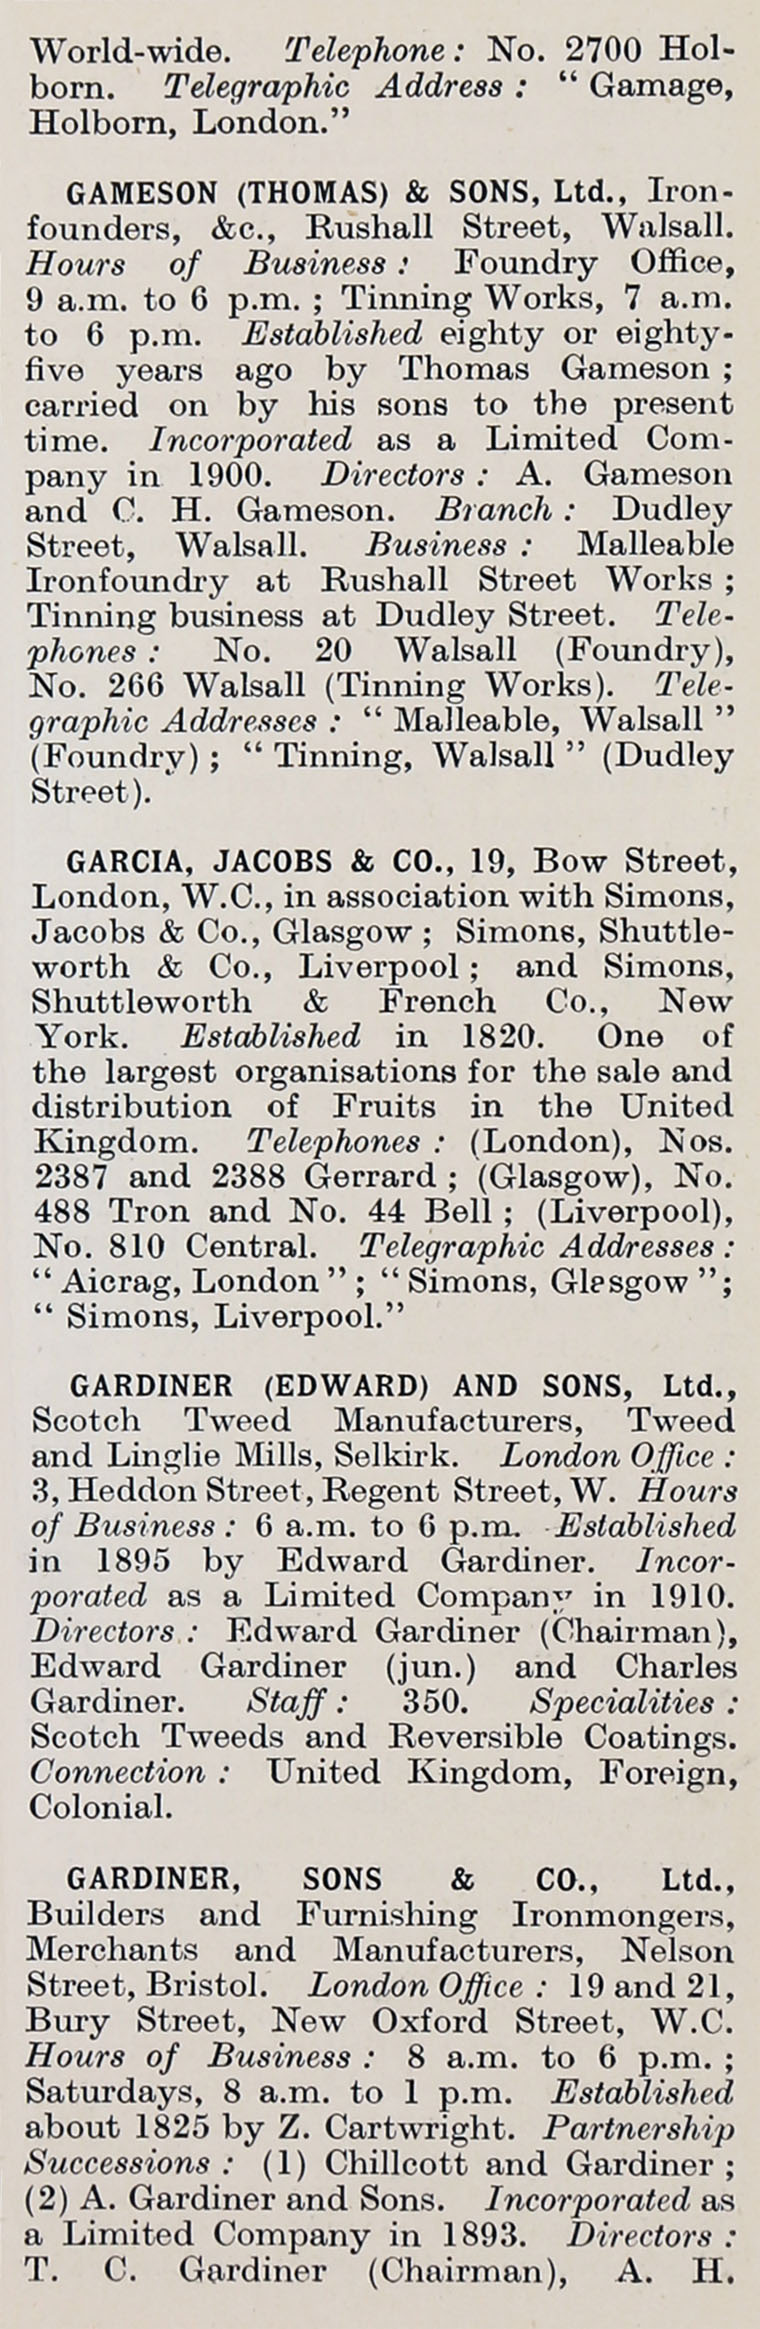 World-wide. Telephone: No. 2700 Hol-
born. Telegraphic Address: “Gamage,
Holborn, London.”
GAMESON (THOMAS) & SONS, Ltd., Iron-
founders, &c., Rushall Street, Walsall.
Hours of Business: Foundry Office,
9 a.m. to 6 p.m.; Tinning Works, 7 a.m.
to 6 p.m. Established eighty or eighty-
five years ago by Thomas Gameson;
carried on by his sons to the present
time. Incorporated as a Limited Com-
pany in 1900. Directors: A. Gameson
and C. H. Gameson. Branch: Dudley
Street, Walsall. Business: Malleable
Ironfoundry at Rushall Street Works;
Tinning business at Dudley Street. Tele-
phones: No. 20 Walsall (Foundry),
No. 266 Walsall (Tinning Works). Tele-
graphic Addresses: “Malleable, Walsall”
(Foundry); “Tinning, Walsall” (Dudley
Street).
GARCIA, JACOBS & CO., 19, Bow Street,
London, W.C., in association with Simons,
Jacobs & Co., Glasgow; Simons, Shuttle-
worth & Co., Liverpool; and Simons,
Shuttleworth & French Co., New
York. Established in 1820. One of
the largest organisations for the sale and
distribution of Fruits in the United
Kingdom. Telephones: (London), Nos.
2387 and 2388 Gerrard; (Glasgow), No.
488 Tron and No. 44 Bell; (Liverpool),
No. 810 Central. Telegraphic Addresses:
“Aicrag, London”; “Simons, Glasgow”;
“Simons, Liverpool.”
GARDINER (EDWARD) AND SONS, Ltd.,
Scotch Tweed Manufacturers, Tweed
and Linglie Mills, Selkirk. London Office:
3, Heddon Street, Regent Street, W. Hours
of Business: 6 a.m. to 6 p.m. Established
in 1895 by Edward Gardiner. Incor-
porated as a Limited Company in 1910.
Directors: Edward Gardiner (Chairman),
Edward Gardiner (jun.) and Charles
Gardiner. Staff: 350. Specialities:
Scotch Tweeds and Reversible Coatings.
Connection: United Kingdom, Foreign,
Colonial.
GARDINER, SONS & CO., Ltd.,
Builders and Furnishing Ironmongers,
Merchants and Manufacturers, Nelson
Street, Bristol. London Office: 19 and 21,
Bury Street, New Oxford Street, W.C.
Hours of Business: 8 a.m. to 6 p.m.;
Saturdays, 8 a.m. to 1 p.m. Established
about 1825 by Z. Cartwright. Partnership
Successions: (1) Chillcott and Gardiner;
(2) A. Gardiner and Sons. Incorporated as
a Limited Company in 1893. Directors:
T. C. Gardiner (Chairman), A. H.